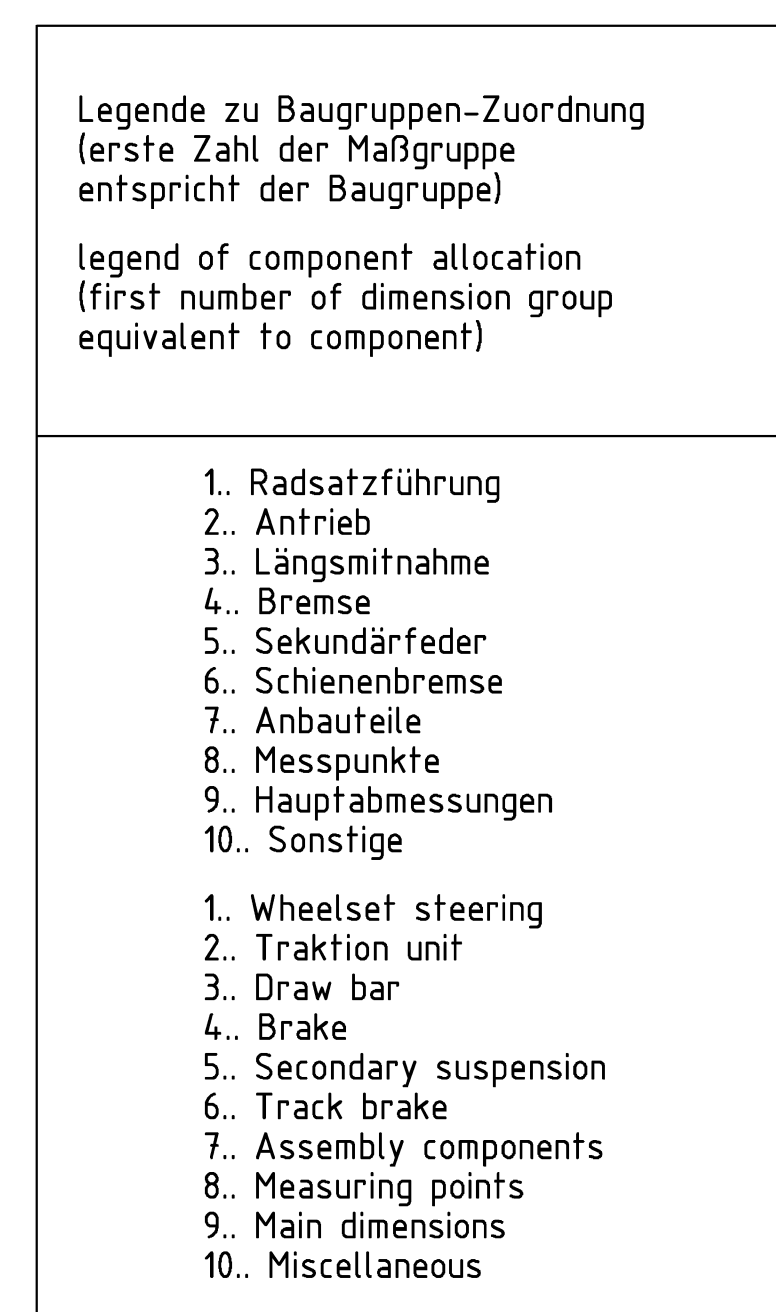 Legende zu Baugruppen-Zuordnung
(erste Zahl der Maßgruppe
entspricht der Baugruppe)
legend of component allocation
(first number of dimension group
equivalent to component)
1.. Radsatzführung
2.. Antrieb
3.. Längsmitnahme
4.. Bremse
5.. Sekundärfeder
6.. Schienenbremse
7.. Anbauteile
8.. Messpunkte
9.. Hauptabmessungen
10.. Sonstige
1.. Wheelset steering
2.. Traktion unit
3.. Draw bar
4.. Brake
5.. Secondary suspension
6.. Track brake
7.. Assembly components
8.. Measuring points
9.. Main dimensions
10.. Miscellaneous